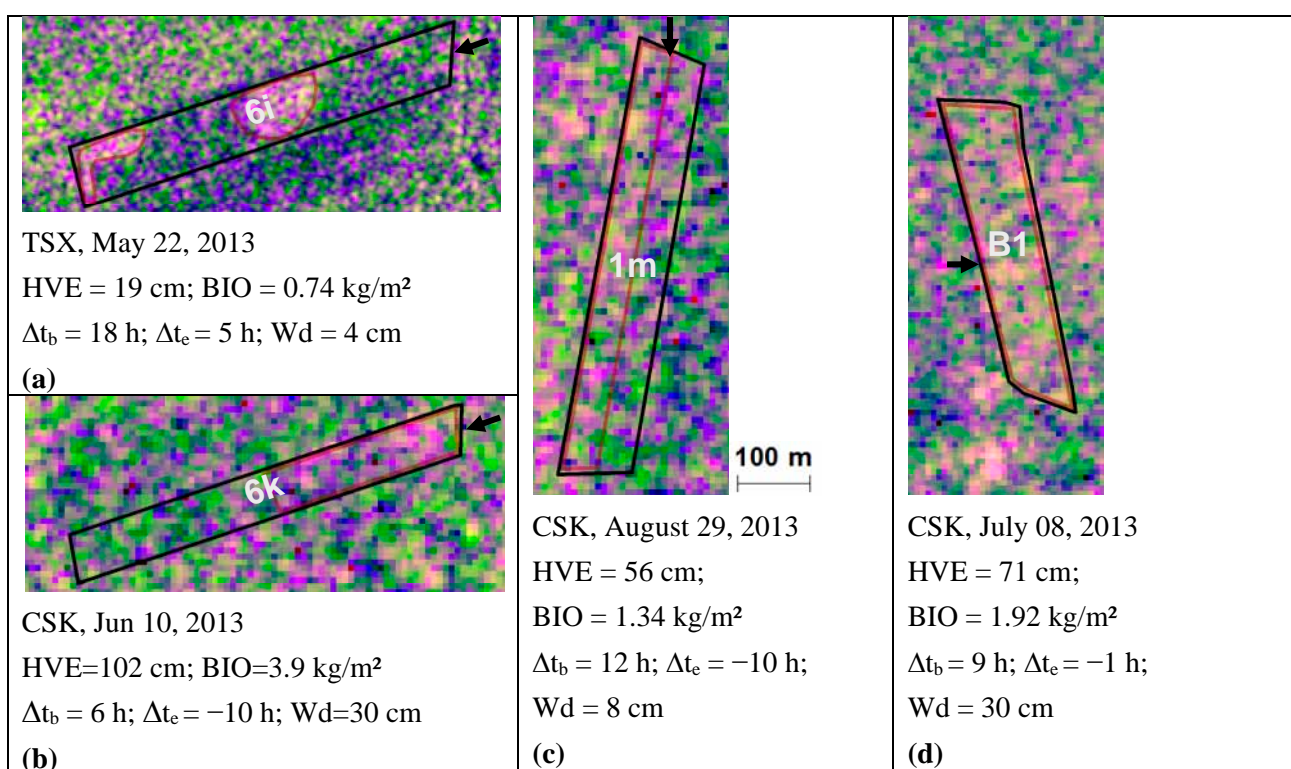 6i
TSX, May 22, 2013
HVE = 19 cm; BIO = 0.74 kg/m²
Δt_b = 18 h; Δt_e = 5 h; Wd = 4 cm
(a)
6k
CSK, Jun 10, 2013
HVE=102 cm; BIO=3.9 kg/m²
Δt_b = 6 h; Δt_e = −10 h; Wd=30 cm
(b)
1m
100 m
CSK, August 29, 2013
HVE = 56 cm;
BIO = 1.34 kg/m²
Δt_b = 12 h; Δt_e = −10 h;
Wd = 8 cm
(c)
B1
CSK, July 08, 2013
HVE = 71 cm;
BIO = 1.92 kg/m²
Δt_b = 9 h; Δt_e = −1 h;
Wd = 30 cm
(d)